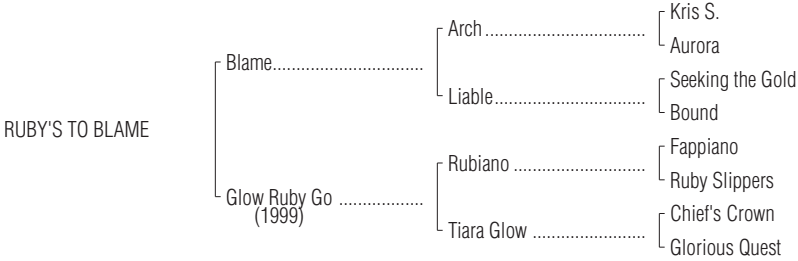 Kris S.
Arch
Aurora
Blame
Seeking the Gold
Liable
Bound
RUBY'S TO BLAME
Fappiano
Rubiano
Ruby Slippers
Glow Ruby Go
(1999)
Chief's Crown
Tiara Glow
Glorious Quest